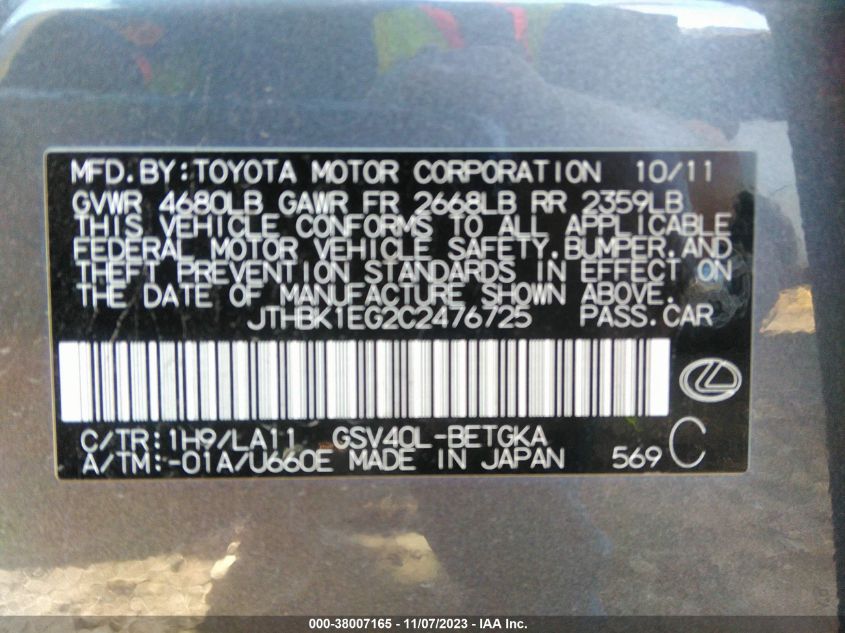 MFD.BY:TOYOTA MOTOR CORPORATION 10/11
GVWR 4680LB GAWR FR 2668LB RR 2359LB
THIS VEHICLE CONFORMS TO ALL APPLICABLE
FEDERAL MOTOR VEHICLE SAFETY,BUMPER,AND
THEFT PREVENTION STANDARDS IN EFFECT ON
THE DATE OF MANUFACTURE SHOWN ABOVE.
JTHBK1EG2C2476725 PASS.CAR
C/TR:1H9/LA11 GSV40L-BETGKA
A/TM:-01A/U660E MADE IN JAPAN 569 C
000-38007165 - 11/07/2023 - IAA Inc.